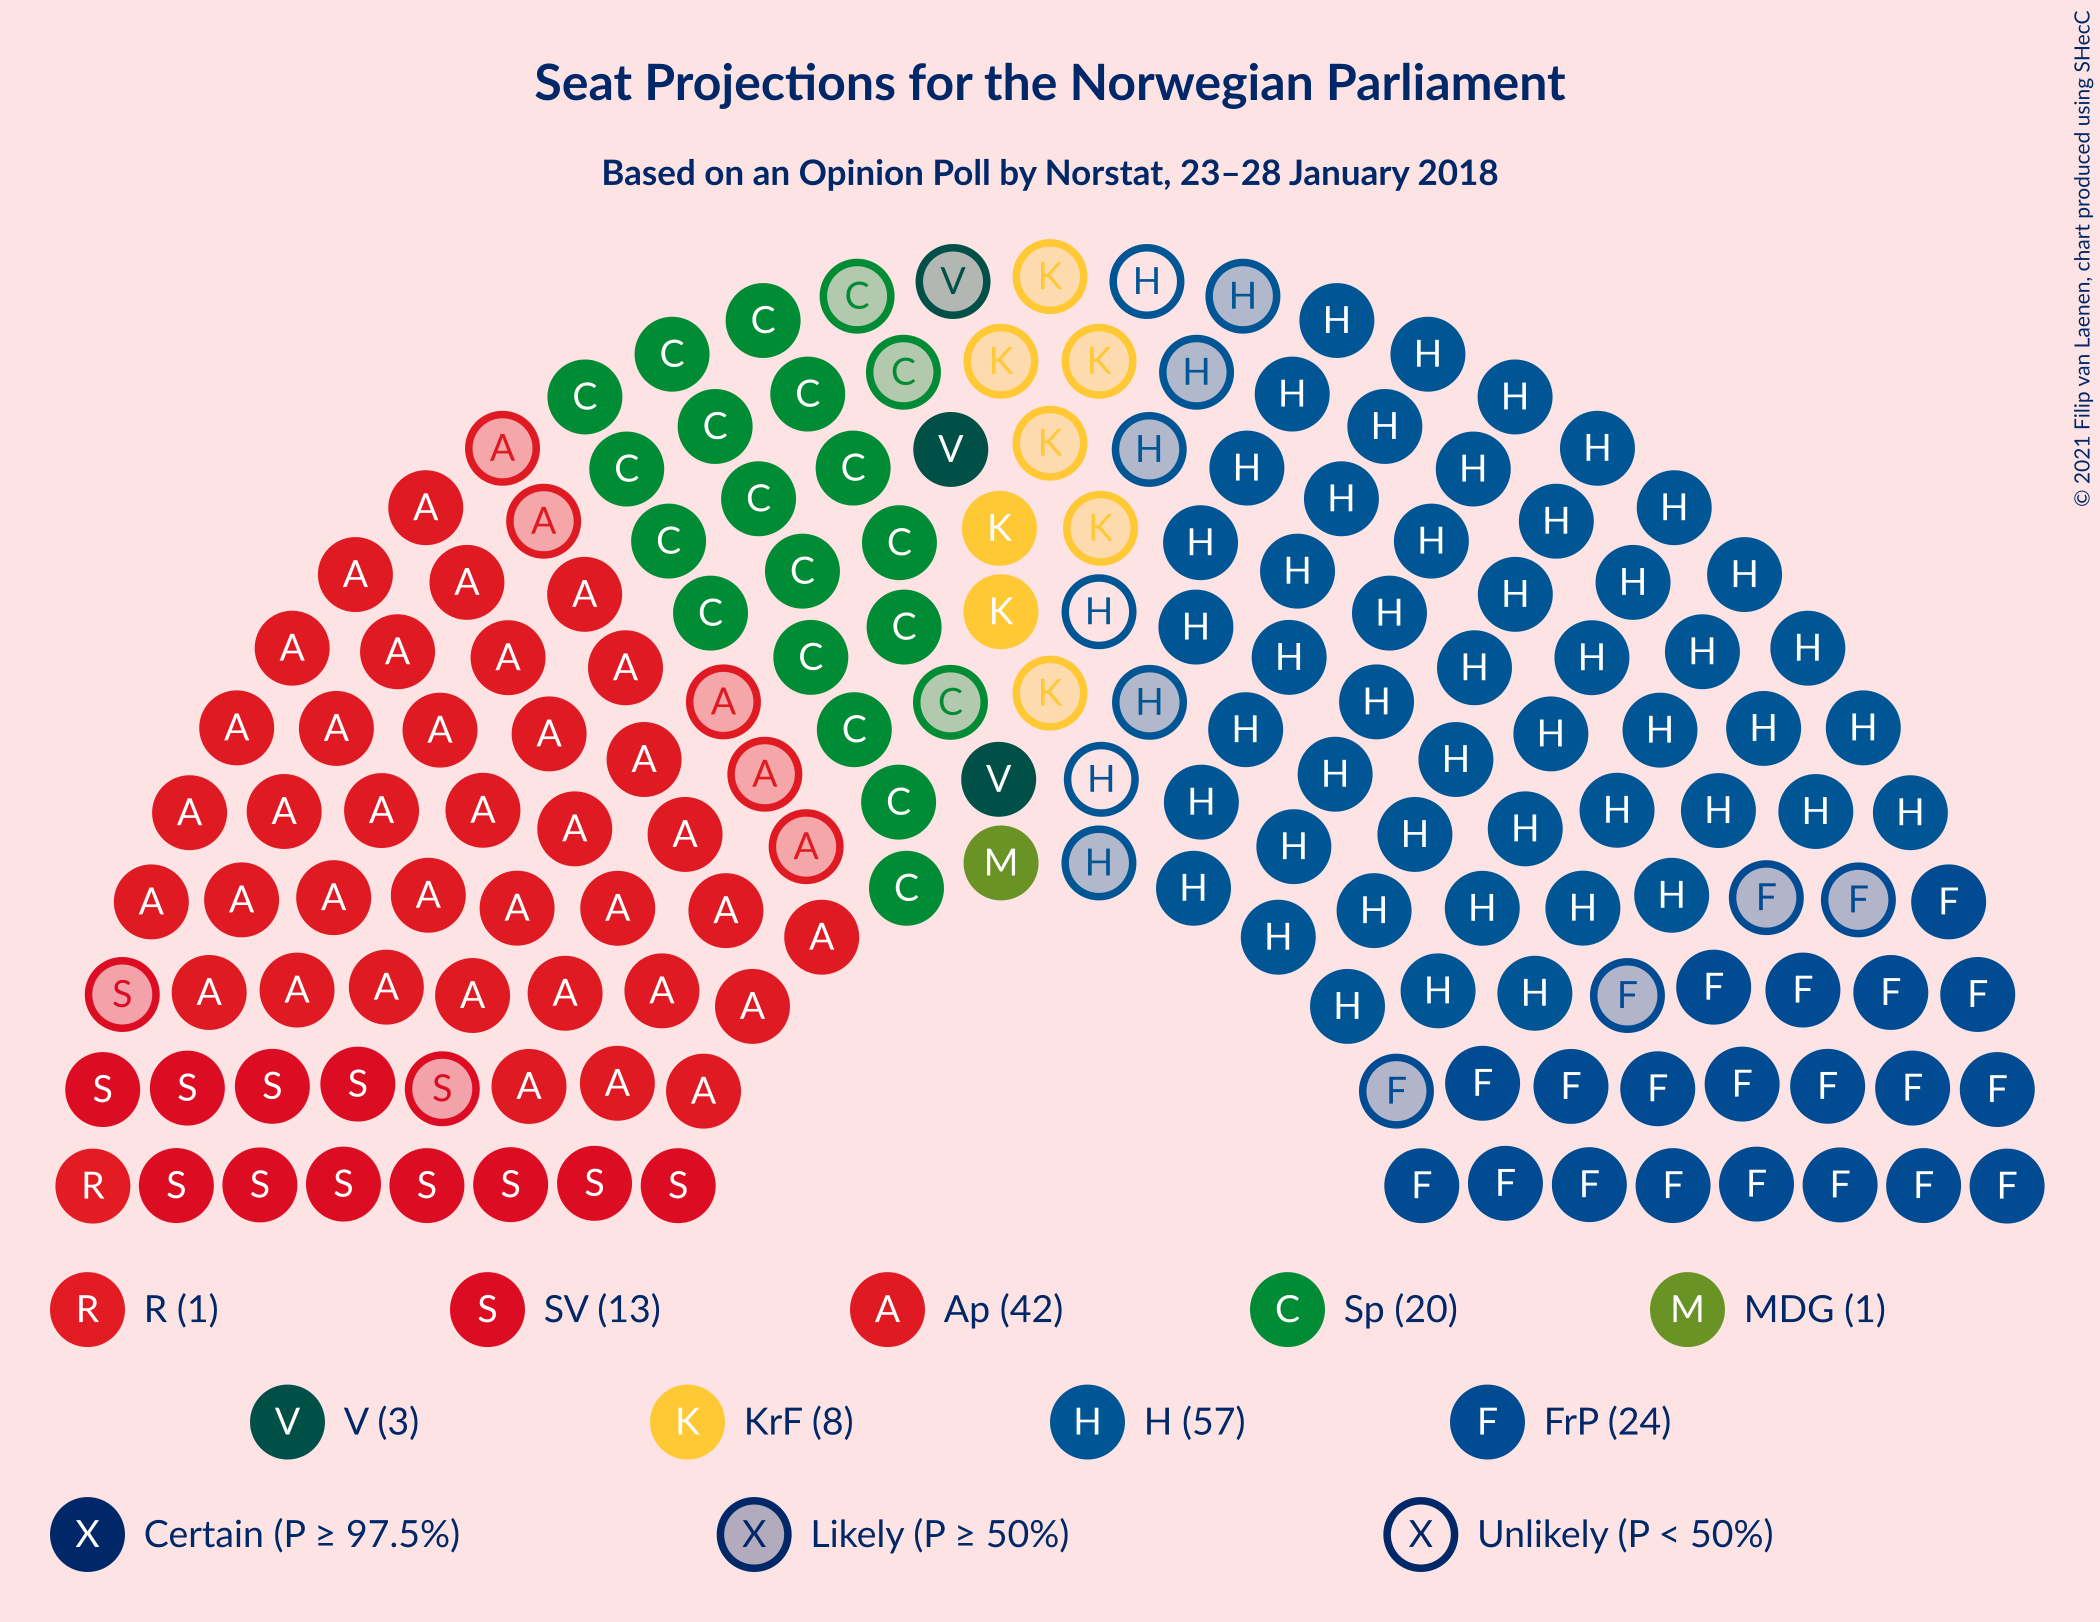 Seat Projections for the Norwegian Parliament
Based on an Opinion Poll by Norstat, 23–28 January 2018
© 2021 Filip van Laenen, chart produced using SHecC
C V K H H
C H
C C K K H H
C C H H
A C V K H H H
C C H H
A A C K K H H H
C C H H
A A A C H H H H
C C K H H H
A A A A C H H H H H
A C K H H
A A A A C H H H H H
A A V H H H
A A A A C H H H H H
A A A M H H H H
A A A A A A A C H H H H H F F F
A H
S A A A A A A A H H H F F F F F
S S S S S A A A F F F F F F F F
R S S S S S S S F F F F F F F F
R R (1) S SV (13) A Ap (42) C Sp (20) M MDG (1)
V V (3) K KrF (8) H H (57) F FrP (24)
X Certain (P ≥ 97.5%) X Likely (P ≥ 50%) X Unlikely (P < 50%)